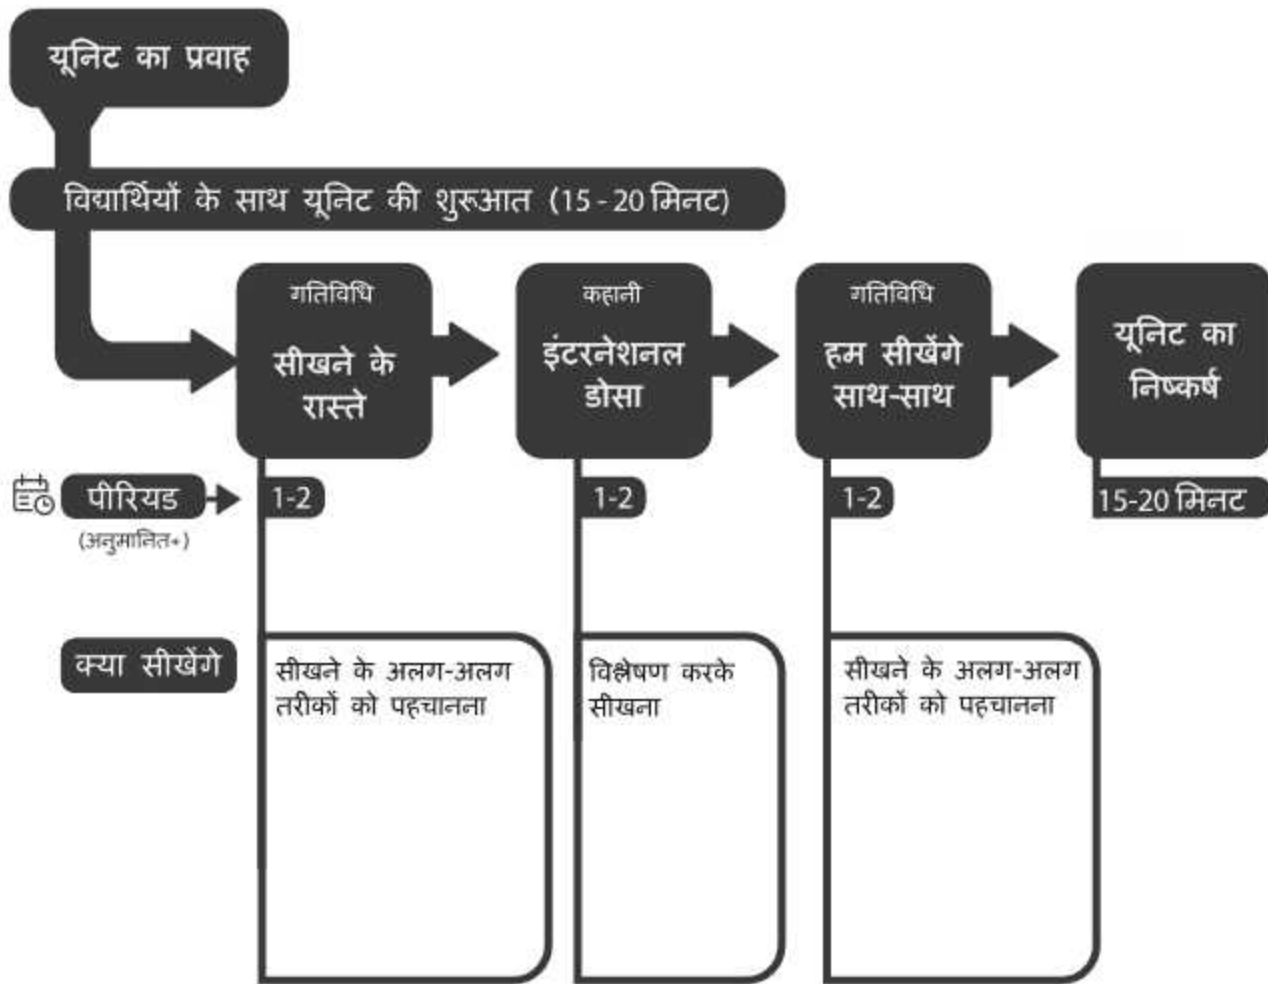 यूनिट का प्रवाह
विद्यार्थियों के साथ यूनिट की शुरूआत (15 - 20 मिनट)
गतिविधि
सीखने के
रास्ते
कहानी
इंटरनेशनल
डोसा
गतिविधि
हम सीखेंगे
साथ-साथ
यूनिट का
निष्कर्ष
पीरियड
(अनुमानित*)
1-2
1-2
1-2
15-20 मिनट
क्या सीखेंगे
सीखने के अलग-अलग
तरीकों को पहचानना
विश्लेषण करके
सीखना
सीखने के अलग-अलग
तरीकों को पहचानना